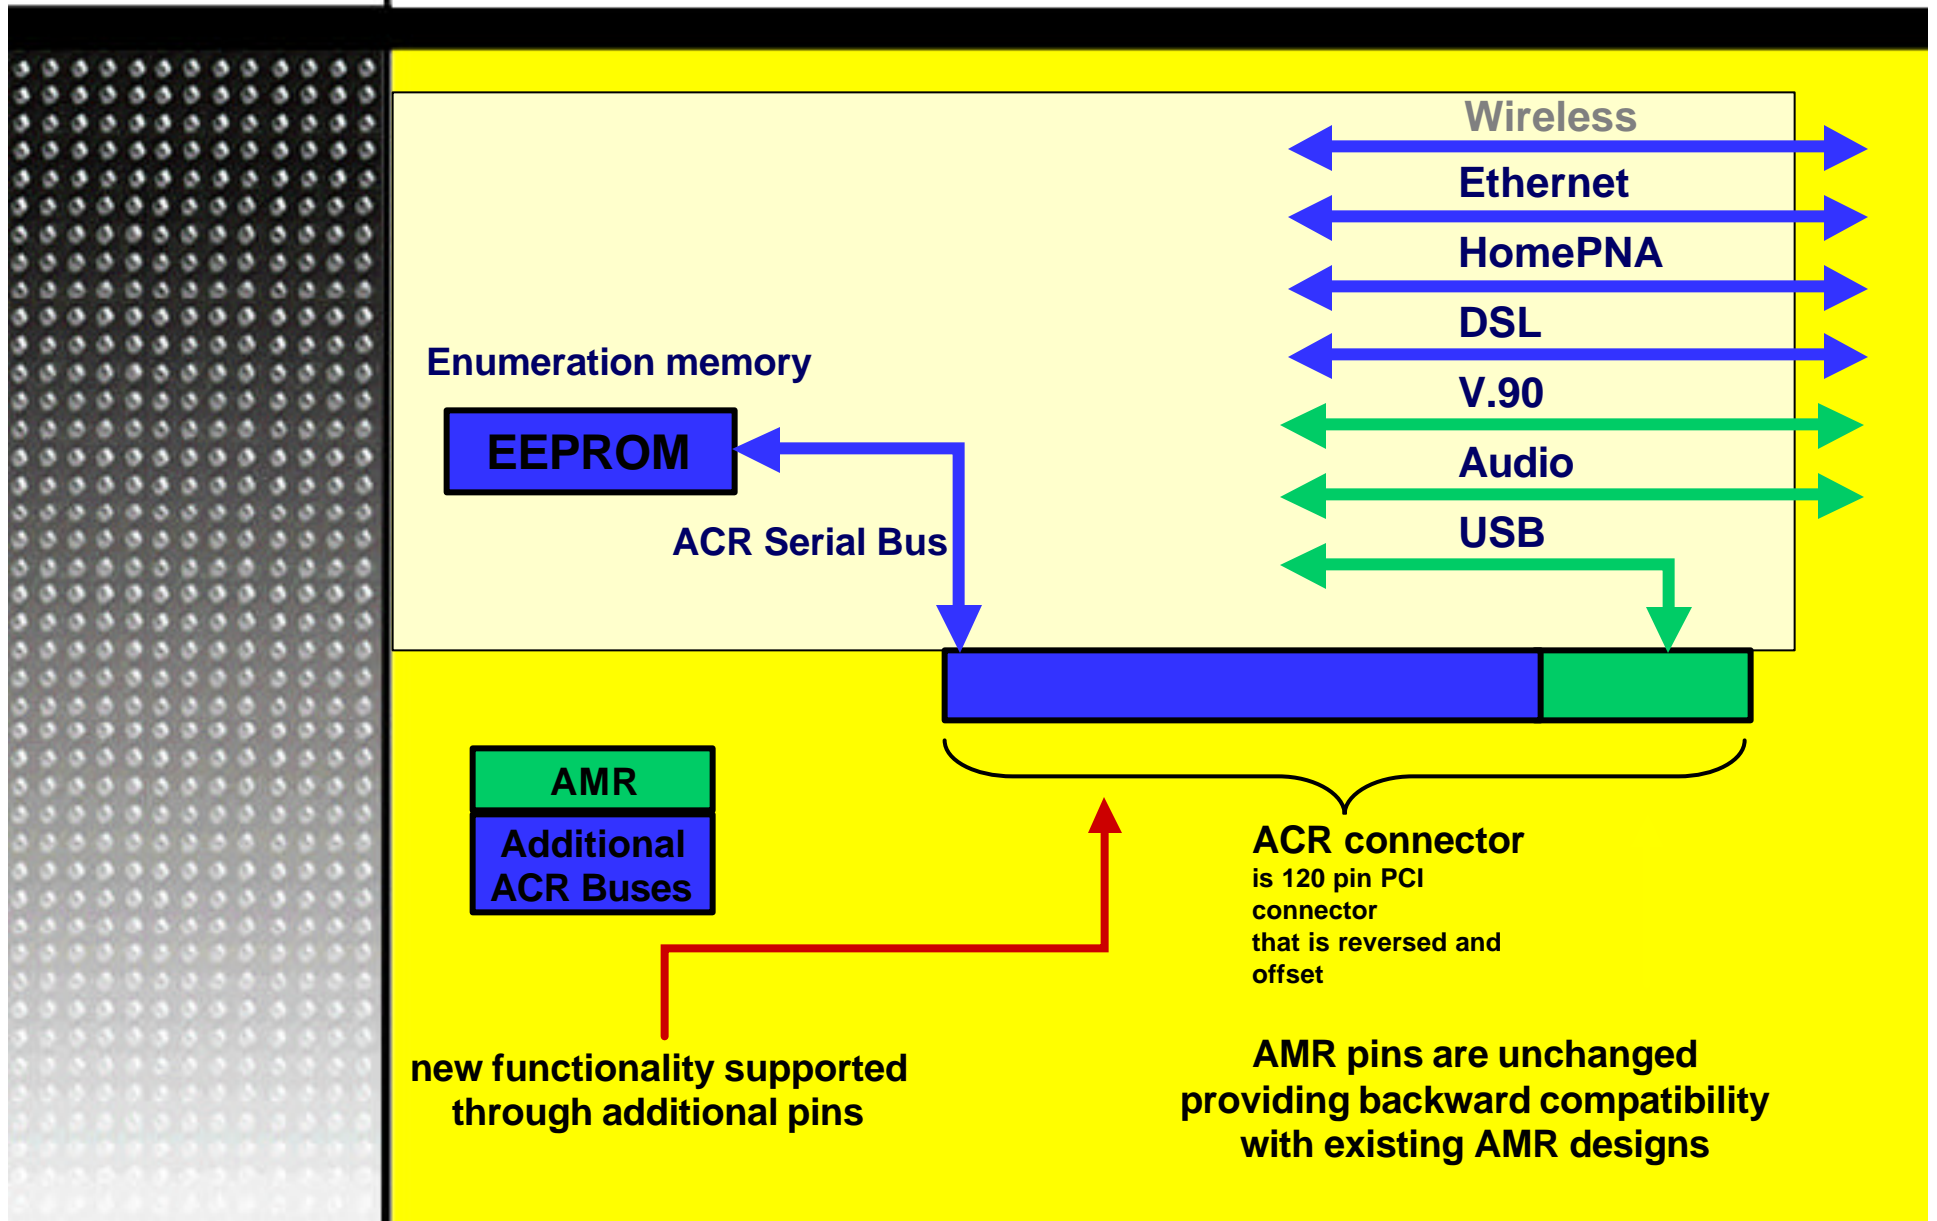 Wireless
Ethernet
HomePNA
DSL
Enumeration memory
V.90
EEPROM
Audio
ACR Serial Bus
USB
AMR
Additional
ACR Buses
ACR connector
is 120 pin PCI
connector
that is reversed and
offset
new functionality supported
through additional pins
AMR pins are unchanged
providing backward compatibility
with existing AMR designs